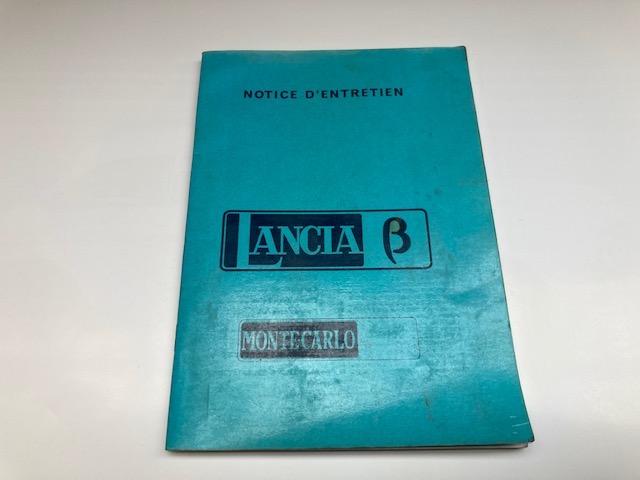 NOTICE D'ENTRETIEN
LANCIA β
MONTECARLO